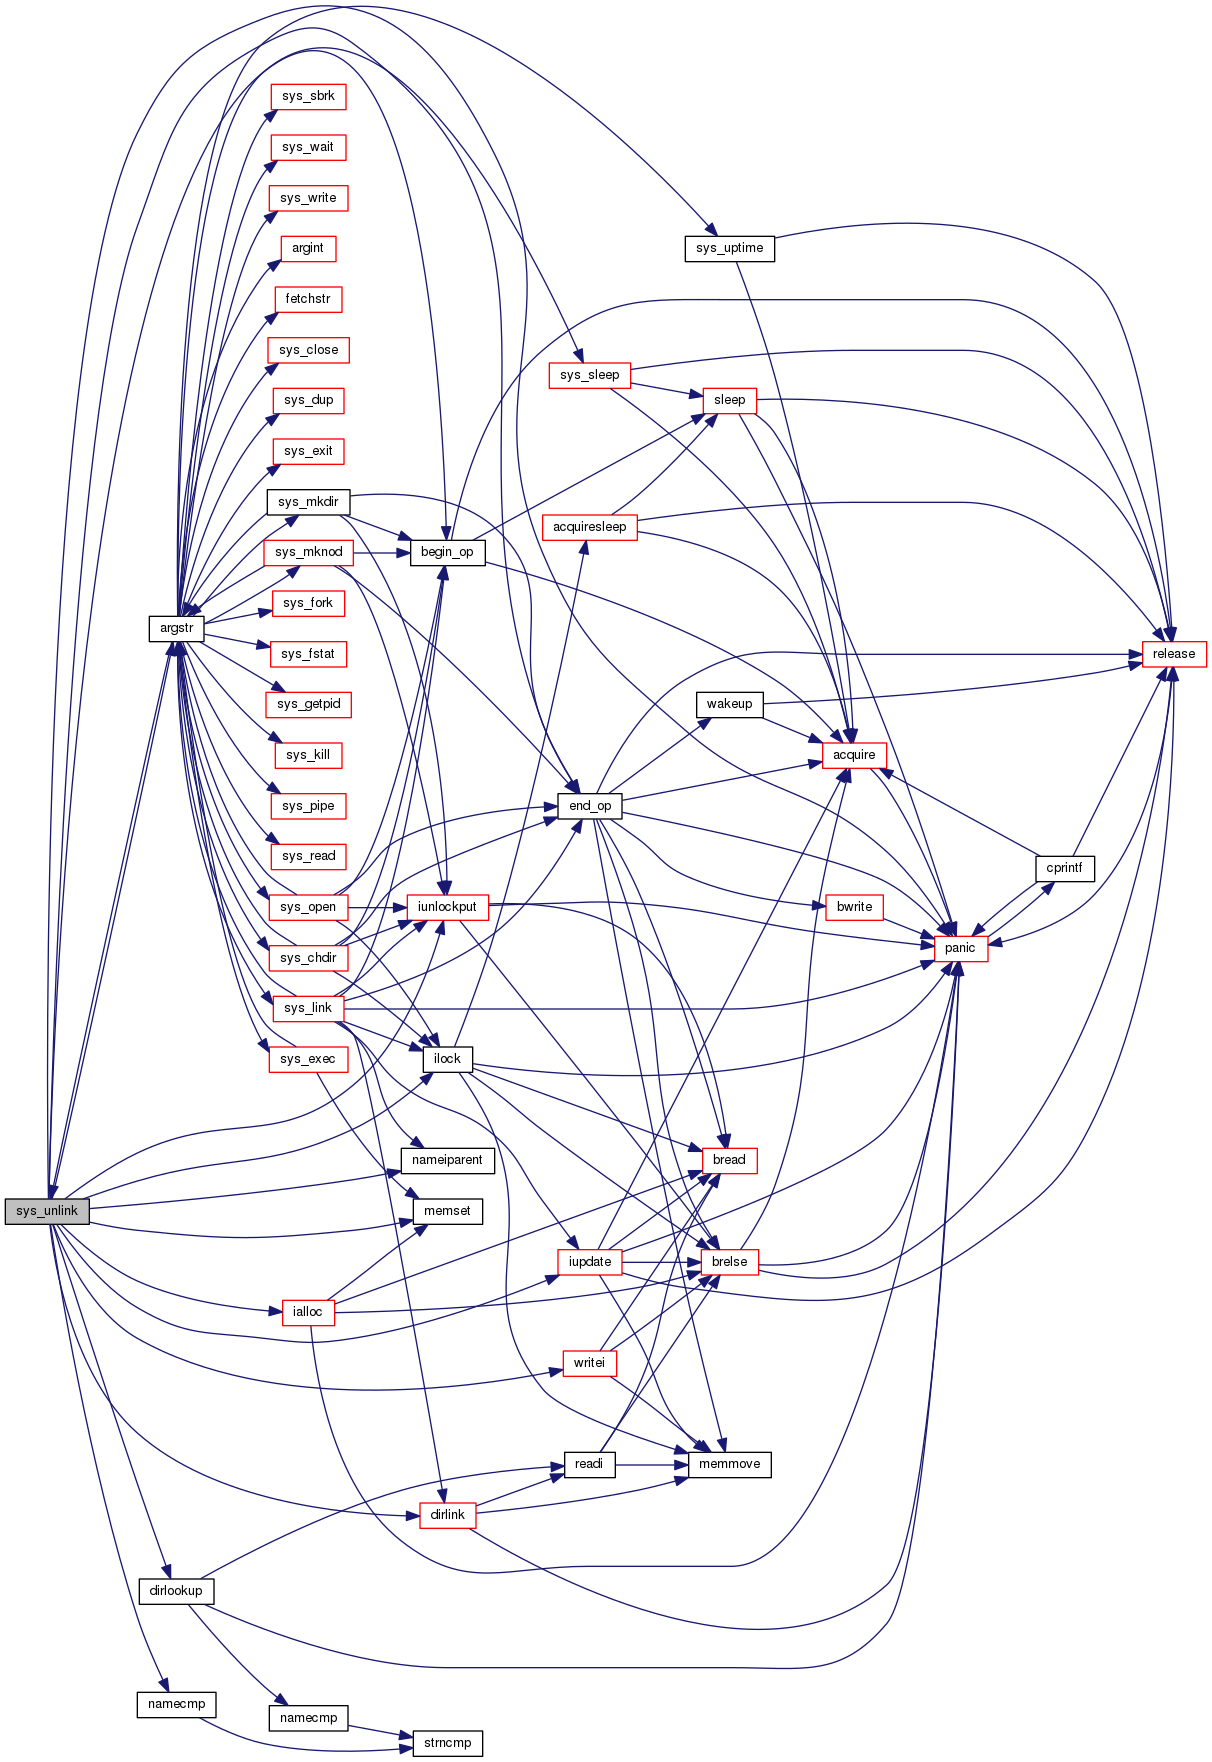 sys_sbrk
sys_wait
sys_write
argint
sys_uptime
fetchstr
sys_close
sys_sleep
sys_dup
sleep
sys_exit
sys_mkdir
acquiresleep
sys_mknod
begin_op
sys_fork
argstr
sys_fstat
release
sys_getpid
wakeup
sys_kill
acquire
sys_pipe
end_op
sys_read
cprintf
sys_open
iunlockput
bwrite
sys_chdir
panic
sys_link
sys_exec
ilock
nameiparent
bread
sys_unlink
memset
iupdate
brelse
ialloc
writei
readi
memmove
dirlink
dirlookup
namecmp
namecmp
strncmp